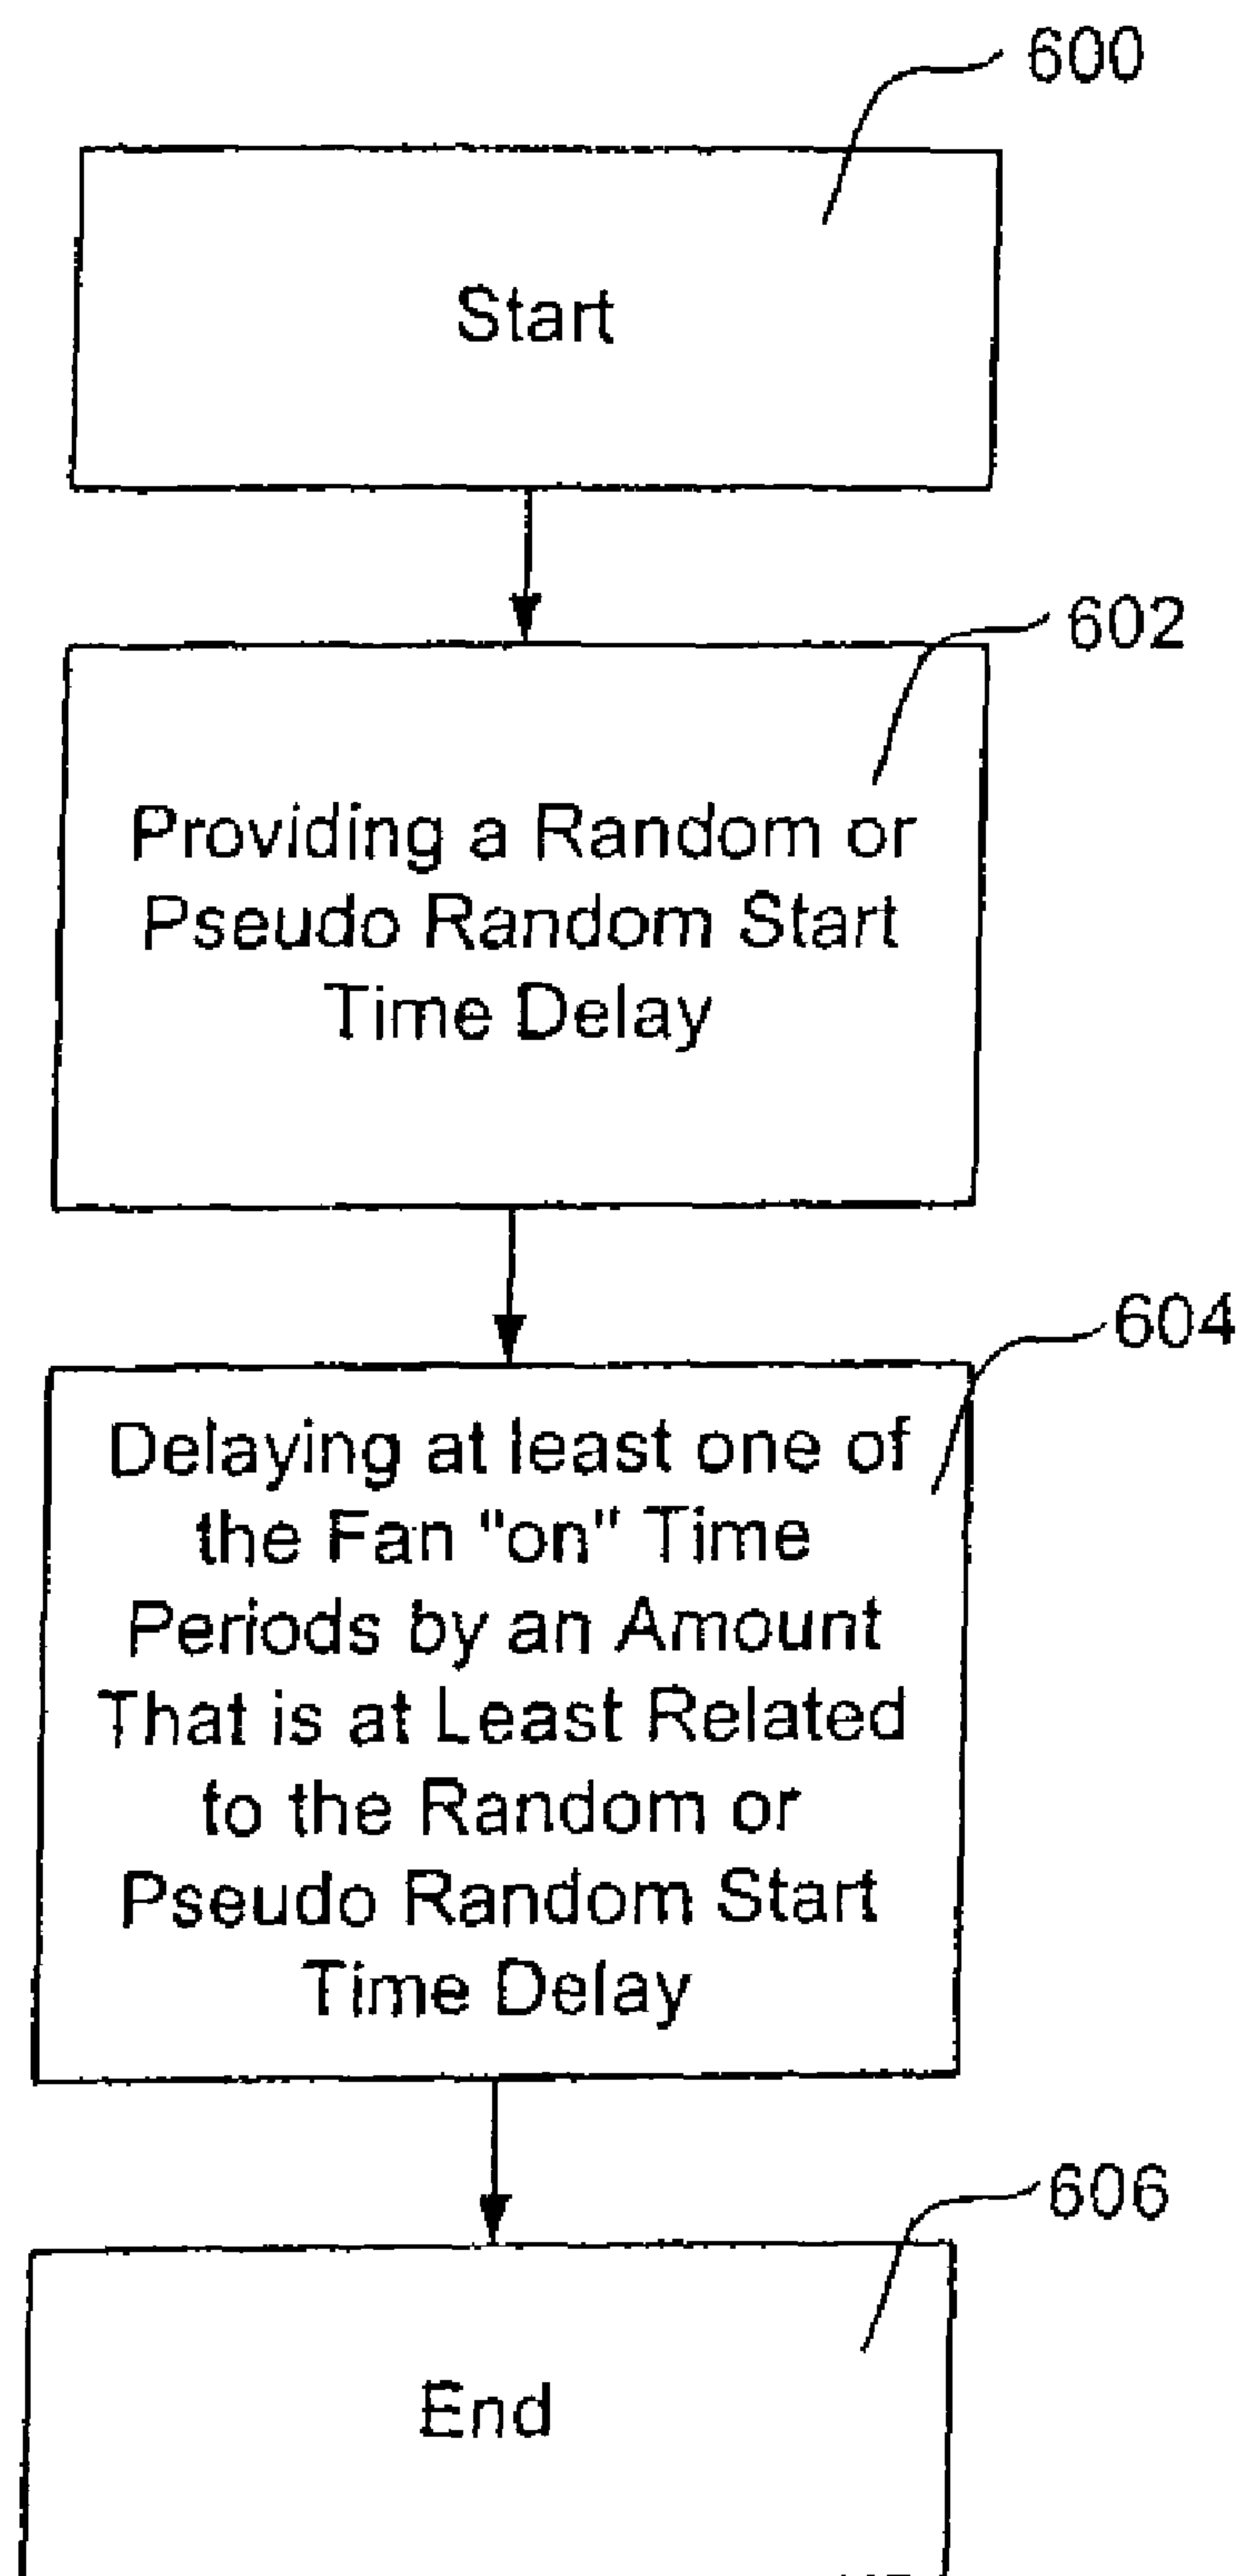 600
Start
602
Providing a Random or
Pseudo Random Start
Time Delay
604
Delaying at least one of
the Fan "on" Time
Periods by an Amount
That is at Least Related
to the Random or
Pseudo Random Start
Time Delay
606
End